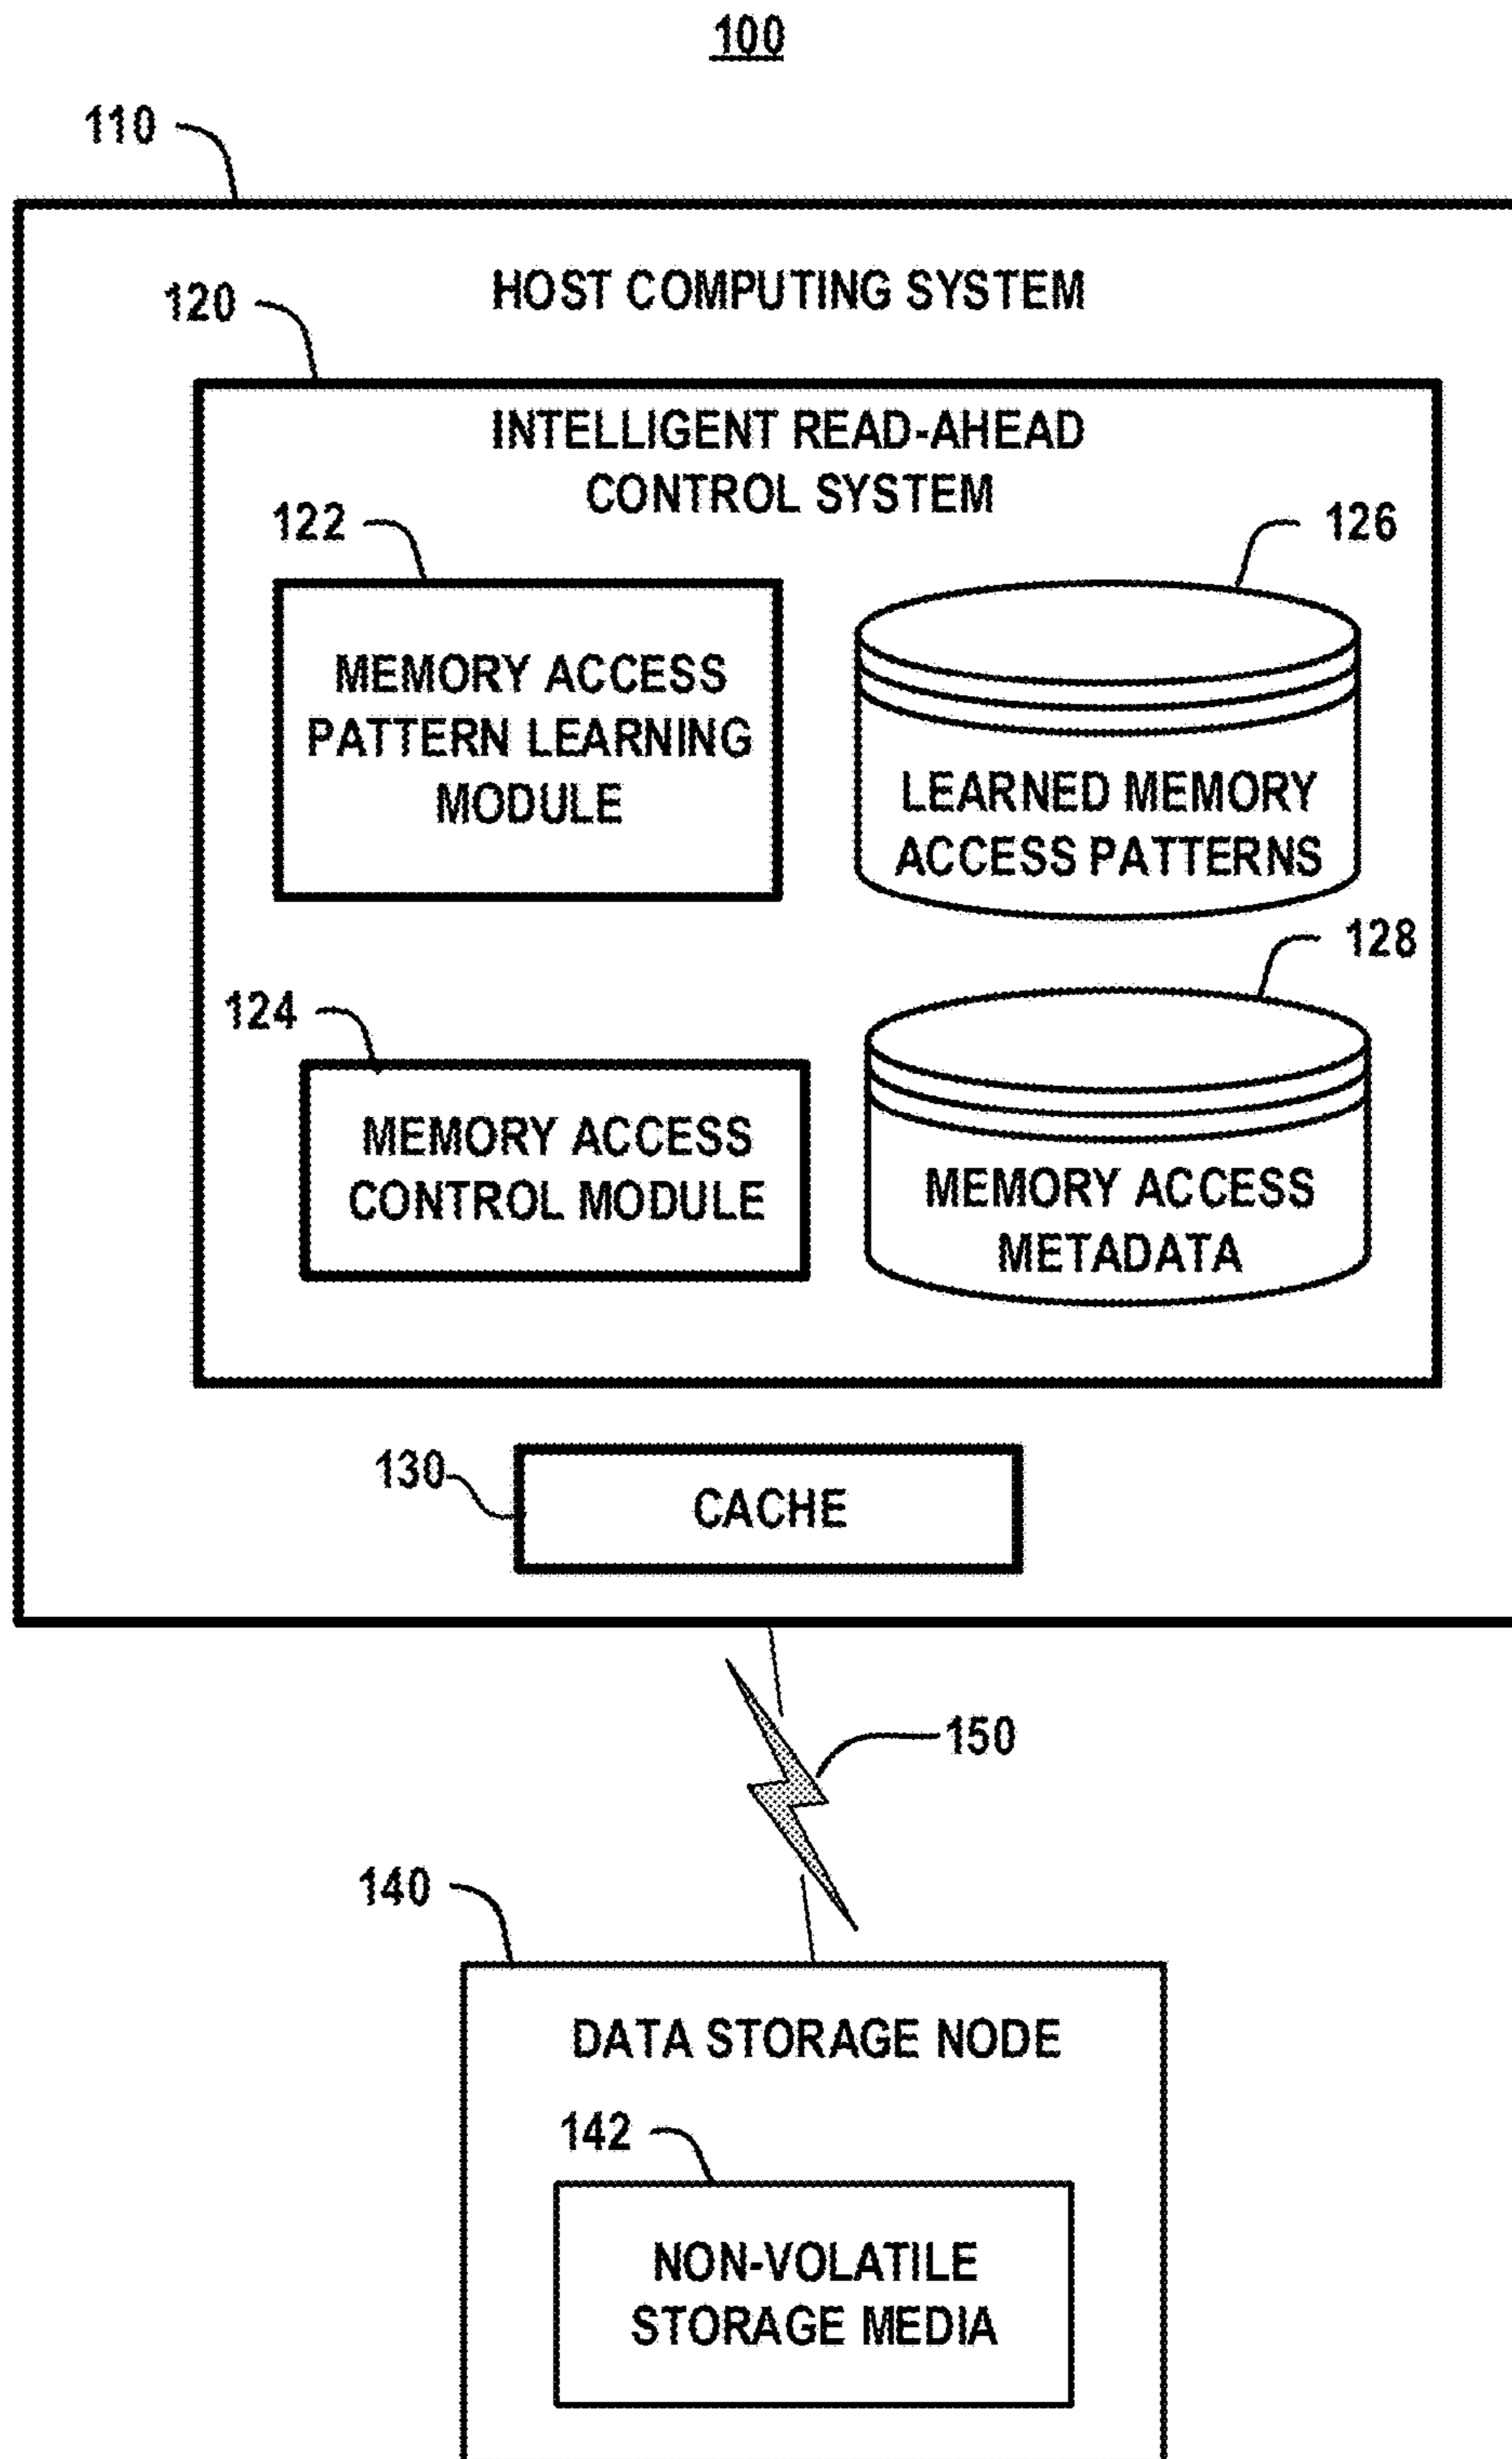 100
110
HOST COMPUTING SYSTEM
120
INTELLIGENT READ-AHEAD
CONTROL SYSTEM
122
126
MEMORY ACCESS
PATTERN LEARNING
MODULE
LEARNED MEMORY
ACCESS PATTERNS
128
124
MEMORY ACCESS
CONTROL MODULE
MEMORY ACCESS
METADATA
130
CACHE
150
140
DATA STORAGE NODE
142
NON-VOLATILE
STORAGE MEDIA